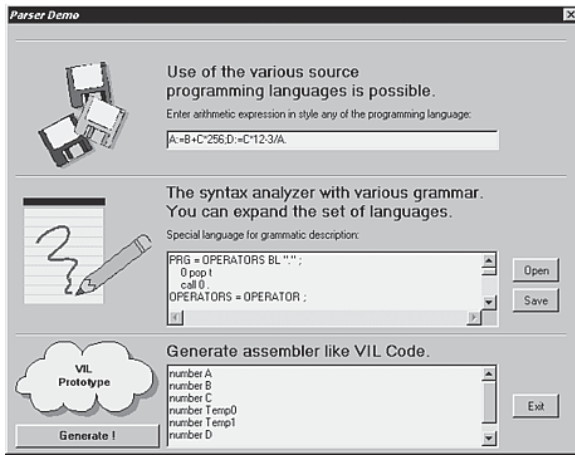 Parser Demo
Use of the various source
programming languages is possible.
Enter arithmetic expression in style any of the programming language:
A:=B+C*256;D:=C*12-3/A.
The syntax analyzer with various grammar.
You can expand the set of languages.
Special language for grammatic description:
PRG = OPERATORS BL "." ;
0 pop t
call 0 .
OPERATORS = OPERATOR ;
Open
Save
VIL
Prototype
Generate !
Generate assembler like VIL Code.
number A
number B
number C
number Temp0
number Temp1
number D
Exit